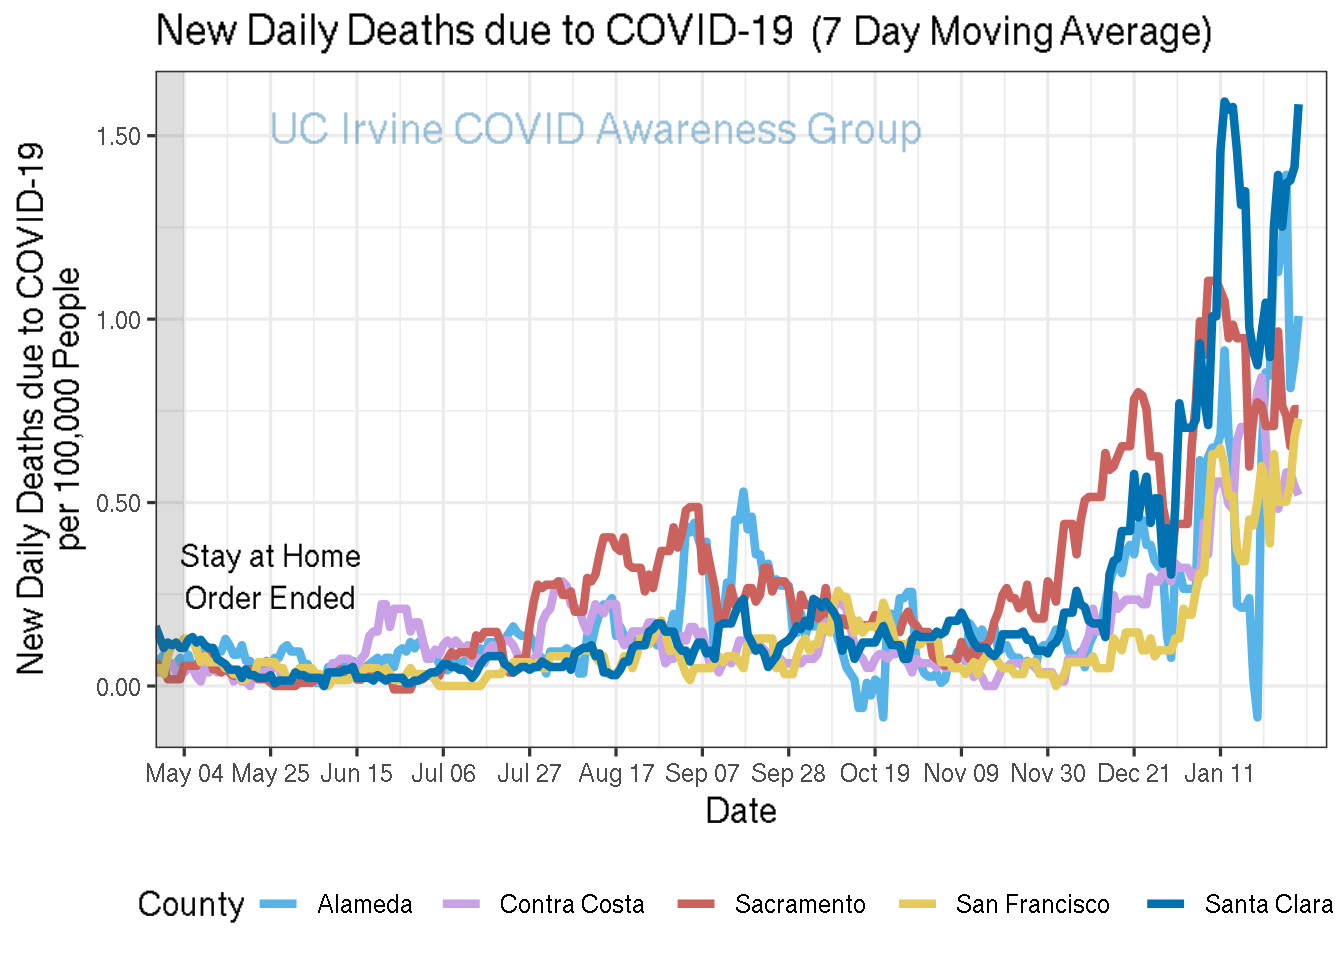 New Daily Deaths due to COVID-19 (7 Day Moving Average)
UC Irvine COVID Awareness Group
New Daily Deaths due to COVID-19
per 100,000 People
1.50
1.00
0.50
0.00
Stay at Home
Order Ended
May 04 May 25 Jun 15 Jul 06 Jul 27 Aug 17 Sep 07 Sep 28 Oct 19 Nov 09 Nov 30 Dec 21 Jan 11
Date
County Alameda Contra Costa Sacramento San Francisco Santa Clara